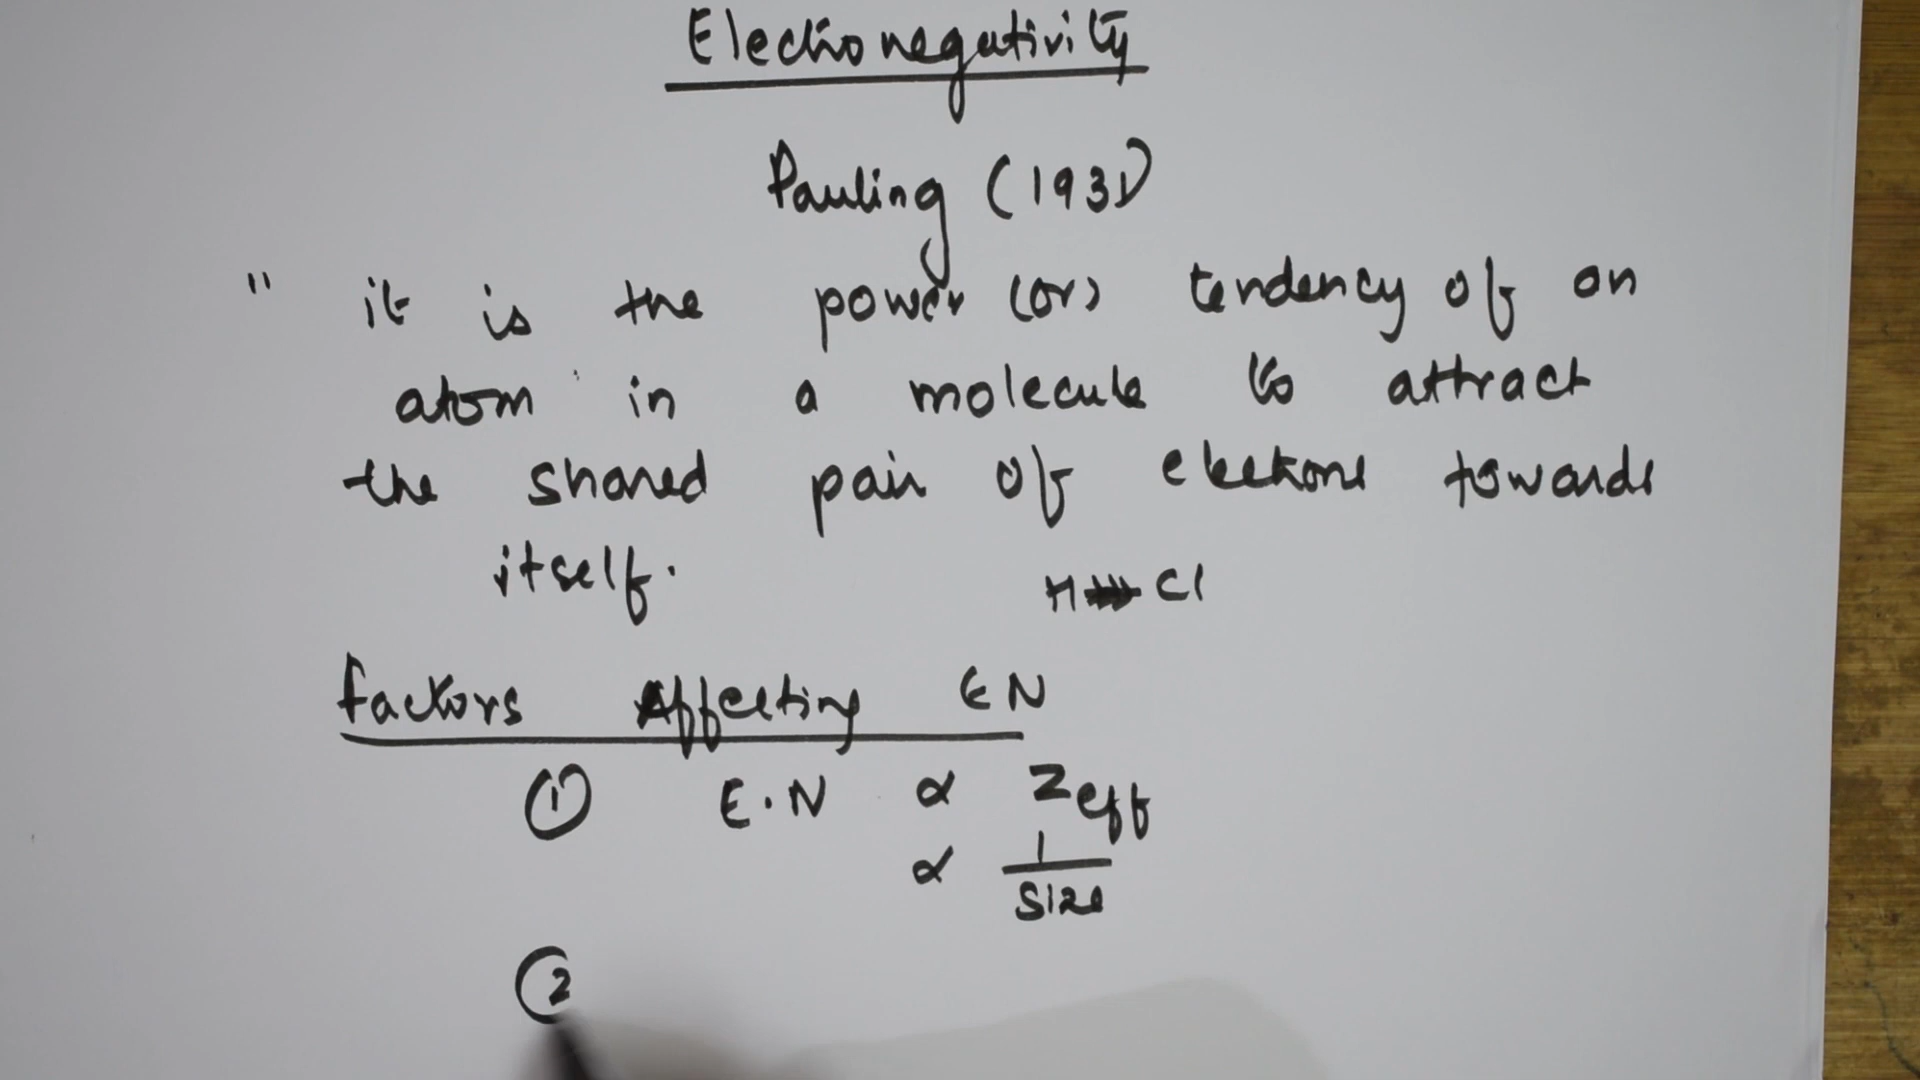 Electronegativity
Pauling (1931)
" it is the power (or) tendency of an
atom in a molecule to attract
the shared pair of electrons towards
itself.
H Cl
Factors Affecting EN
① E.N ∝ Zeff
∝ 1/Size
②